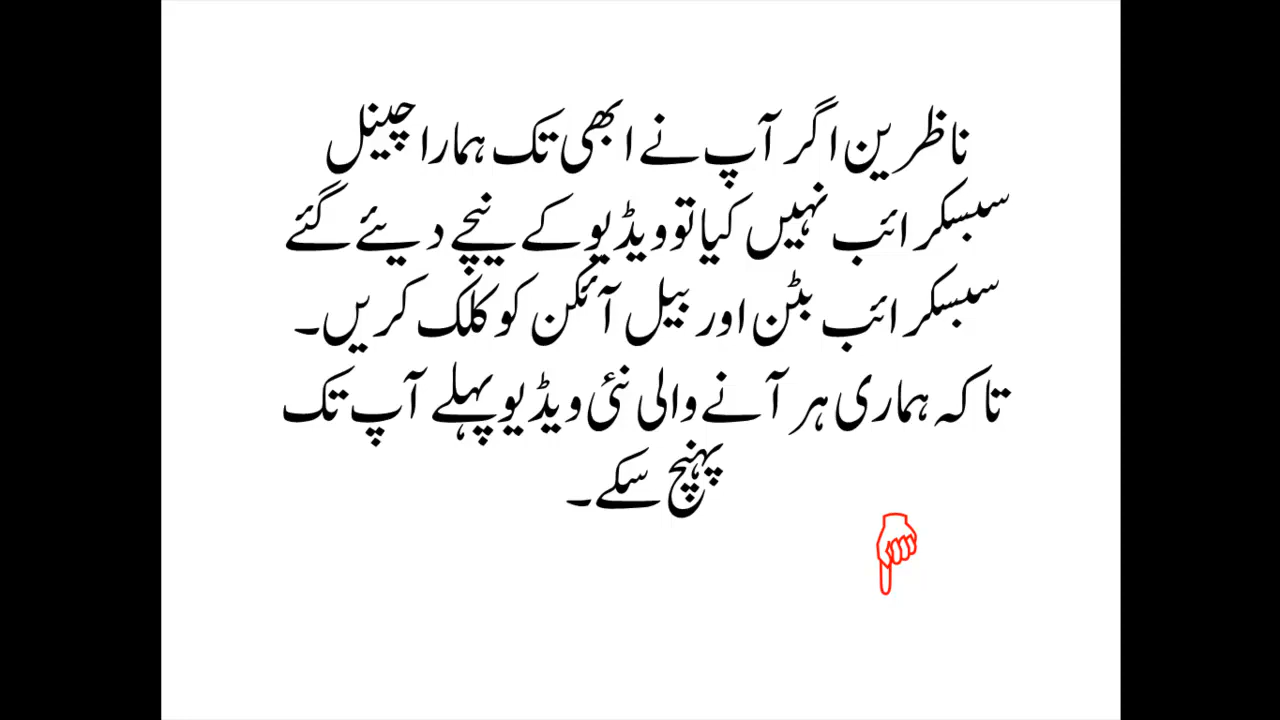 ناظرین اگر آپ نے ابھی تک ہمارا چینل
سبسکرائب نہیں کیا تو ویڈیو کے نیچے دیئے گئے
سبسکرائب بٹن اور بیل آئکن کو کلک کریں۔
تاکہ ہماری ہر آنے والی نئی ویڈیو پہلے آپ تک
پہنچ سکے۔